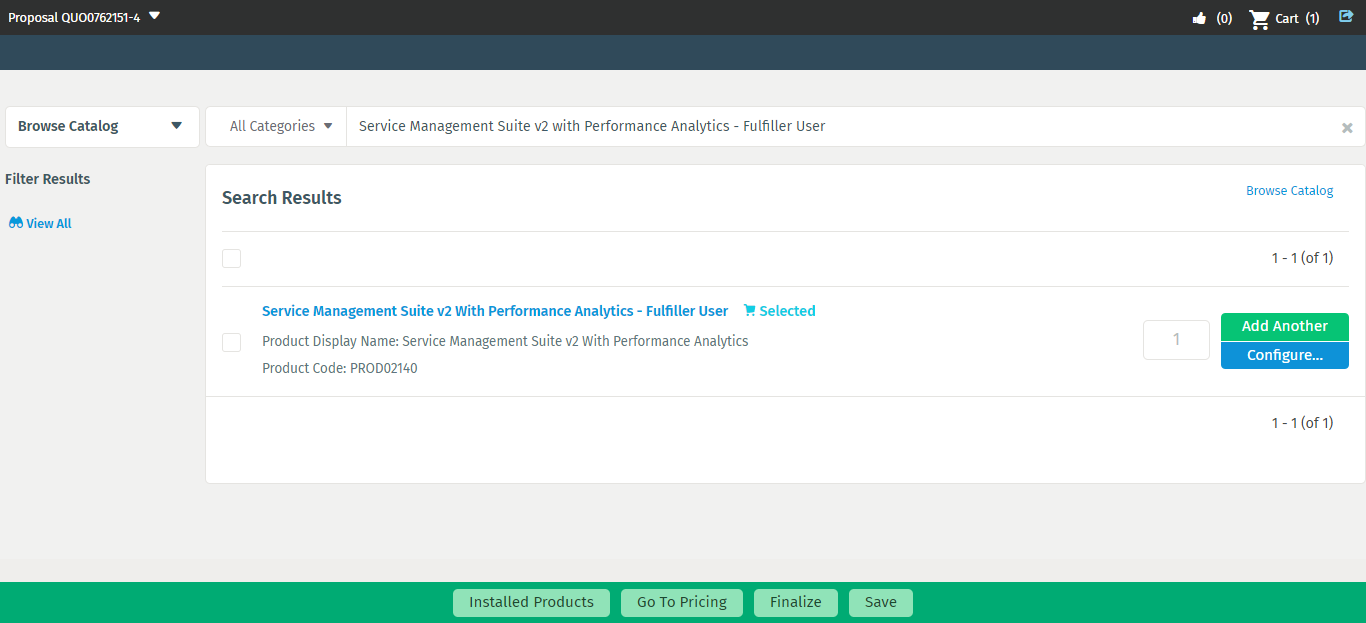 Proposal QUO0762151-4
(0) Cart (1)
Browse Catalog
All Categories
Service Management Suite v2 with Performance Analytics - Fulfiller User
Filter Results
View All
Search Results
Browse Catalog
1 - 1 (of 1)
Service Management Suite v2 With Performance Analytics - Fulfiller User Selected
Product Display Name: Service Management Suite v2 With Performance Analytics
Product Code: PROD02140
1
Add Another
Configure...
1 - 1 (of 1)
Installed Products Go To Pricing Finalize Save